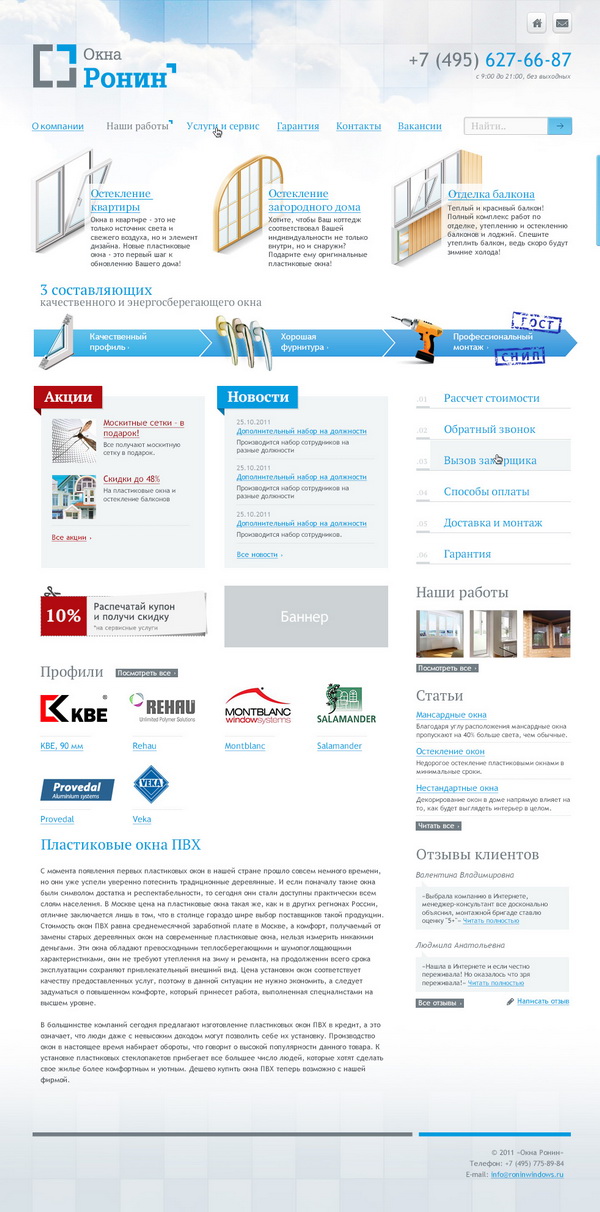 Окна
Ронин
+7 (495) 627-66-87
с 9:00 до 21:00, без выходных
О компании
Наши работы
Услуги и сервис
Гарантия
Контакты
Вакансии
Найти..
Остекление
квартиры
Окна в квартире - это не
только источник света и
свежего воздуха, но и элемент
дизайна. Новые пластиковые
окна - это первый шаг к
обновлению Вашего дома!
Остекление
загородного дома
Хотите, чтобы Ваш коттедж
соответствовал Вашей
индивидуальности не только
внутри, но и снаружи?
Подарите ему оригинальные
пластиковые окна!
Отделка балкона
Теплый и красивый балкон!
Полный комплекс работ по
отделке, утеплению и остеклению
балконов и лоджий. Спешите
утеплить балкон, ведь скоро будут
зимние холода!
3 составляющих
качественного и энергосберегающего окна
Качественный
профиль ›
Хорошая
фурнитура ›
Профессиональный
монтаж ›
ГОСТ
СНИП
Акции
Москитные сетки - в
подарок!
Все получают москитную
сетку в подарок.
Скидки до 48%
На пластиковые окна и
остекление балконов
Все акции ›
Новости
25.10.2011
Дополнительный набор на должности
Производится набор сотрудников на
разные должности
25.10.2011
Дополнительный набор на должности
Производится набор сотрудников на
разные должности
25.10.2011
Дополнительный набор на должности
Производится набор сотрудников.
Все новости ›
.01 Рассчет стоимости
.02 Обратный звонок
.03 Вызов замерщика
.04 Способы оплаты
.05 Доставка и монтаж
.06 Гарантия
10%
Распечатай купон
и получи скидку
*на сервисные услуги
Баннер
Наши работы
Посмотреть все ›
Профили
Посмотреть все ›
KBE
REHAU
Unlimited Polymer Solutions
MONTBLANC
windowsystems
SALAMANDER
KBE, 90 мм
Rehau
Montblanc
Salamander
Provedal
Aluminium systems
VEKA
Provedal
Veka
Статьи
Мансардные окна
Благодаря углу расположения мансардные окна
пропускают на 40% больше света, чем обычные.
Остекление окон
Недорогое остекление пластиковыми окнами в
минимальные сроки.
Нестандартные окна
Декорирование окон в доме напрямую влияет на
то, как будет выглядеть интерьер в целом.
Читать все ›
Пластиковые окна ПВХ
С момента появления первых пластиковых окон в нашей стране прошло совсем немного времени,
но они уже успели уверенно потеснить традиционные деревянные. И если поначалу такие окна
были символом достатка и респектабельности, то сегодня они стали доступны практически всем
слоям населения. В Москве цена на пластиковые окна такая же, как и в других регионах России,
отличие заключается лишь в том, что в столице гораздо шире выбор поставщиков такой продукции.
Стоимость окон ПВХ равна среднемесячной заработной плате в Москве, а комфорт, получаемый от
замены старых деревянных окон на современные пластиковые окна, нельзя измерить никакими
деньгами. Эти окна обладают превосходными теплосберегающими и шумопоглощающими
характеристиками, они не требуют утепления на зиму и ремонта, на продолжении всего срока
эксплуатации сохраняют привлекательный внешний вид. Цена установки окон соответствует
качеству предоставленных услуг, поэтому в данной ситуации не нужно экономить, а следует
задуматься о повышенном комфорте, который принесет работа, выполненная специалистами на
высшем уровне.
В большинстве компаний сегодня предлагают изготовление пластиковых окон ПВХ в кредит, а это
означает, что люди даже с невысоким доходом могут позволить себе их установку. Производство
окон в настоящее время набирает обороты, что говорит о высокой популярности данного товара. К
установке пластиковых стеклопакетов прибегает все большее число людей, которые хотят сделать
свое жилье более комфортным и уютным. Дешево купить окна ПВХ теперь возможно с нашей
фирмой.
Отзывы клиентов
Валентина Владимировна
«Выбрала компанию в Интернете,
менеджер-консультант все досконально
объяснил, монтажной бригаде ставлю
оценку "5+"» Читать полностью
Людмила Анатольевна
«Нашла в Интернете и если честно
переживала! Но оказалось что зря
переживала!» Читать полностью
Все отзывы ›
Написать отзыв
© 2011 «Окна Ронин»
Телефон: +7 (495) 775-89-84
E-mail: info@roninwindows.ru